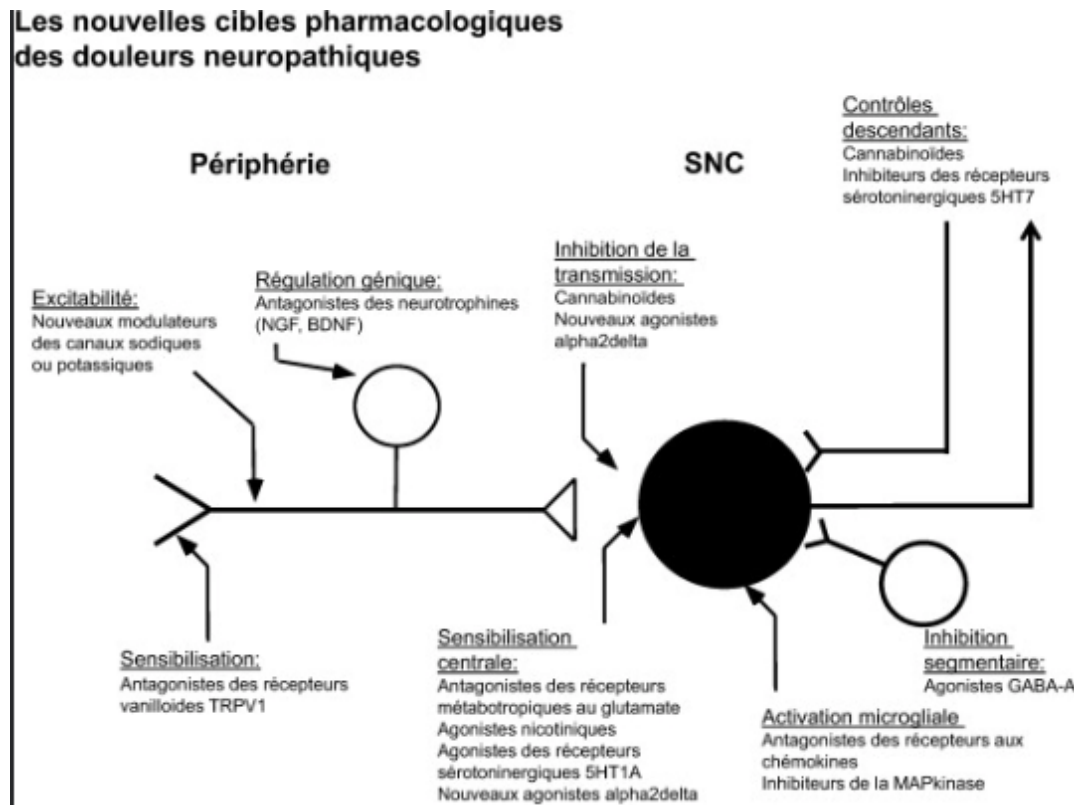 Les nouvelles cibles pharmacologiques
des douleurs neuropathiques
Périphérie
SNC
Contrôles
descendants:
Cannabinoïdes
Inhibiteurs des récepteurs
sérotoninergiques 5HT7
Inhibition de la
transmission:
Cannabinoïdes
Nouveaux agonistes
alpha2delta
Régulation génique:
Antagonistes des neurotrophines
(NGF, BDNF)
Excitabilité:
Nouveaux modulateurs
des canaux sodiques
ou potassiques
Sensibilisation:
Antagonistes des récepteurs
vanilloides TRPV1
Sensibilisation
centrale:
Antagonistes des récepteurs
métabotropiques au glutamate
Agonistes nicotiniques
Agonistes des récepteurs
sérotoninergiques 5HT1A
Nouveaux agonistes alpha2delta
Inhibition
segmentaire:
Agonistes GABA-A
Activation microgliale
Antagonistes des récepteurs aux
chémokines
Inhibiteurs de la MAPkinase